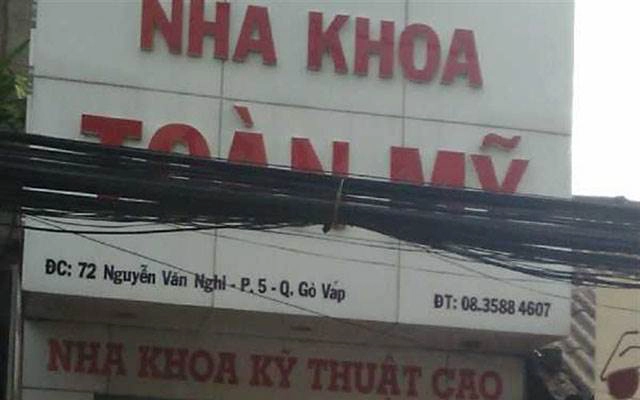 NHA KHOA
TOÀN MỸ
ĐC: 72 Nguyễn Văn Nghi - P. 5 - Q. Gò Vấp
ĐT: 08.3588 4607
NHA KHOA KỸ THUẬT CAO